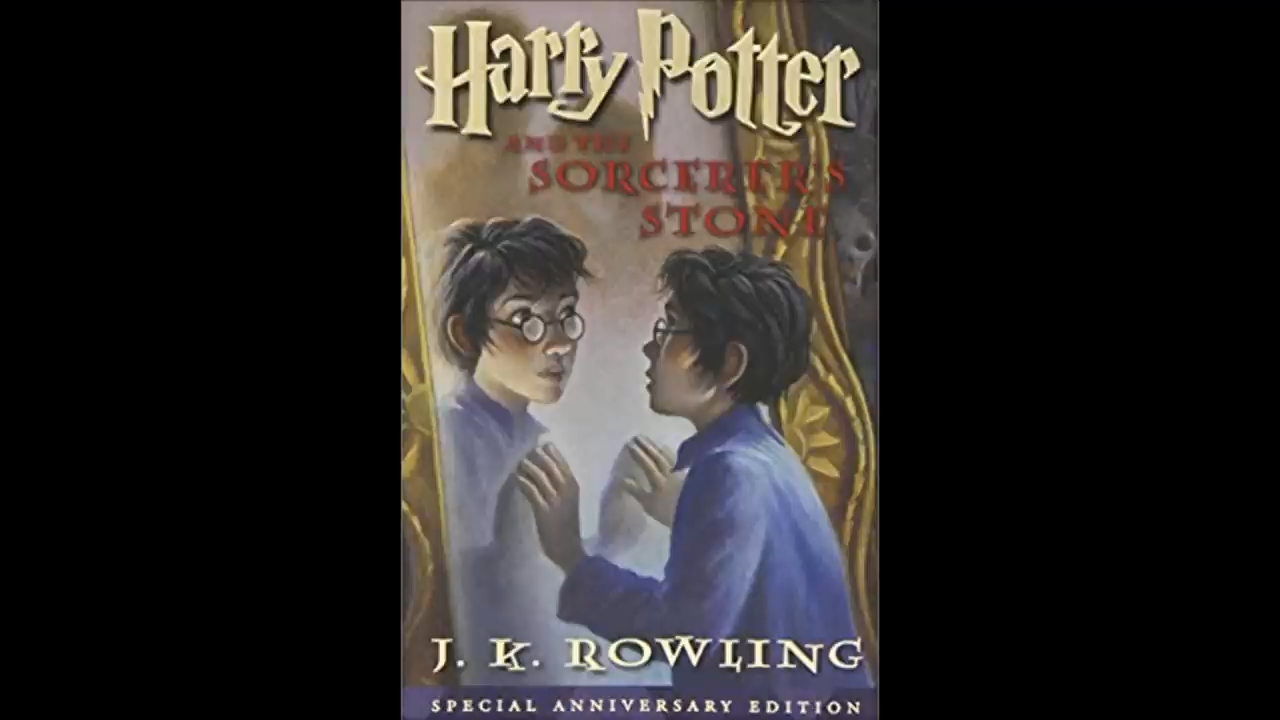 Harry Potter
AND THE
SORCERER'S
STONE
J. K. ROWLING
SPECIAL ANNIVERSARY EDITION